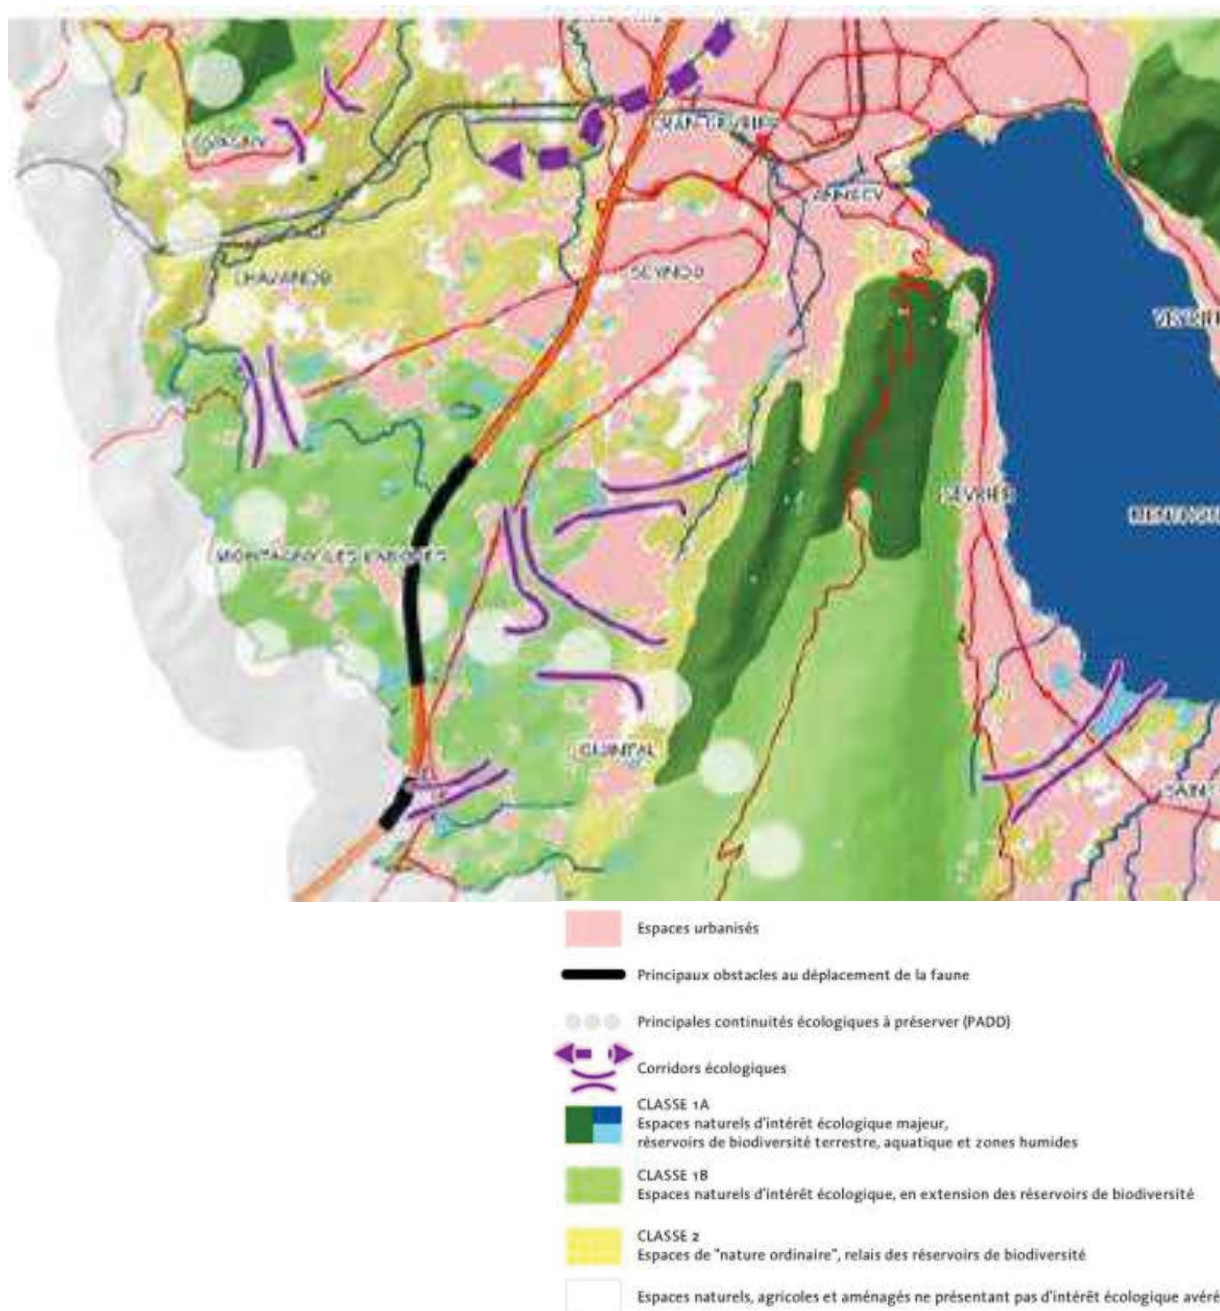 CRAN-GEVRIER
ANNECY
CHAVANOD
SEYNOD
SEVRIER
MONTAGNY-LES-LANCHES
QUINTAL
Espaces urbanisés
Principaux obstacles au déplacement de la faune
Principales continuités écologiques à préserver (PADD)
Corridors écologiques
CLASSE 1A
Espaces naturels d'intérêt écologique majeur,
réservoirs de biodiversité terrestre, aquatique et zones humides
CLASSE 1B
Espaces naturels d'intérêt écologique, en extension des réservoirs de biodiversité
CLASSE 2
Espaces de "nature ordinaire", relais des réservoirs de biodiversité
Espaces naturels, agricoles et aménagés ne présentant pas d'intérêt écologique avéré